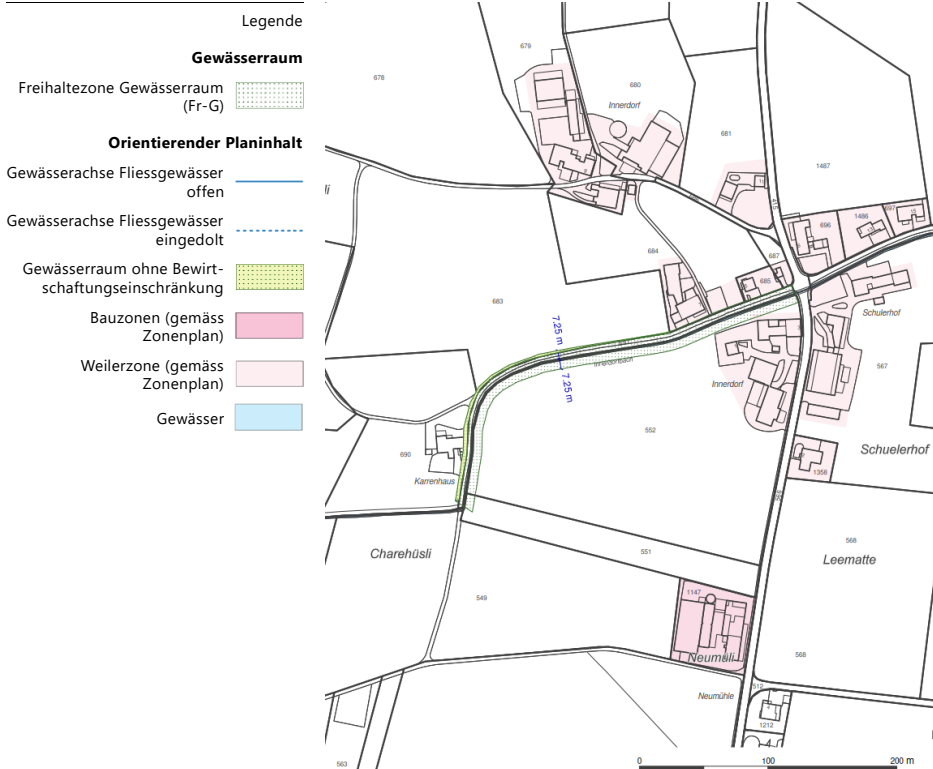 Legende
Gewässerraum
Freihaltezone Gewässerraum
(Fr-G)
Orientierender Planinhalt
Gewässerachse Fliessgewässer
offen
Gewässerachse Fliessgewässer
eingedolt
Gewässerraum ohne Bewirt-
schaftungseinschränkung
Bauzonen (gemäss
Zonenplan)
Weilerzone (gemäss
Zonenplan)
Gewässer
679
678
680
Innerdorf
681
1487
415
697
1486
696
684
687
685
683
Schulerhof
7.25 m
7.25 m
567
Innerdorf
552
690
Karrenhaus
Schuelerhof
1358
Charehüsli
551
568
Leematte
549
1147
Neumüli
568
Neumühle
512
1212
563
0 100 200 m